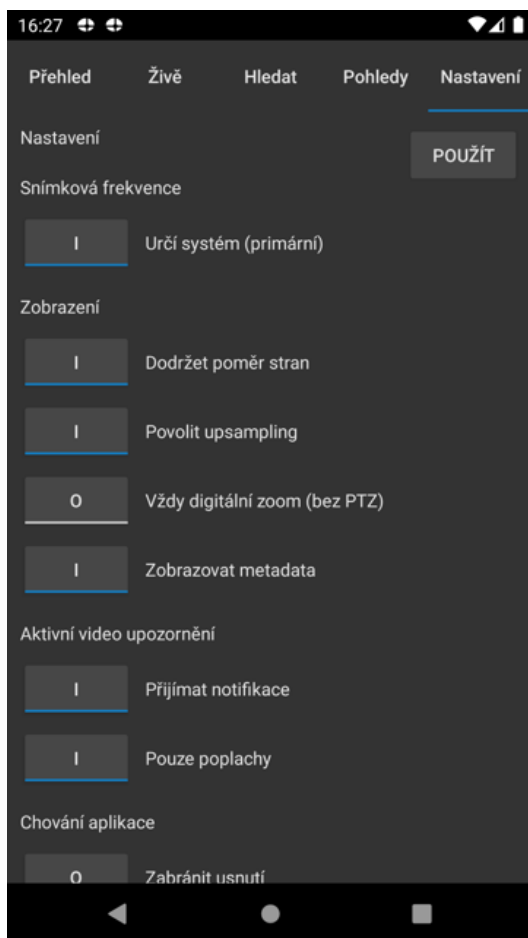 16:27
Přehled Živě Hledat Pohledy Nastavení
Nastavení
POUŽÍT
Snímková frekvence
I Určí systém (primární)
Zobrazení
I Dodržet poměr stran
I Povolit upsampling
O Vždy digitální zoom (bez PTZ)
I Zobrazovat metadata
Aktivní video upozornění
I Přijímat notifikace
I Pouze poplachy
Chování aplikace
O Zabránit usnutí